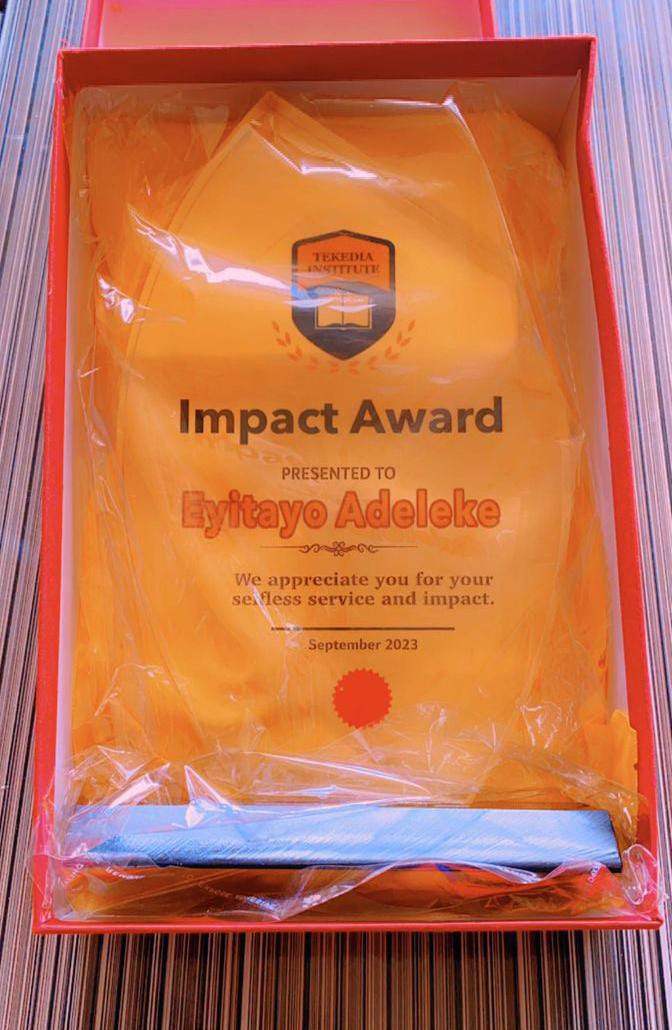 TEKEDIA
INSTITUTE
Impact Award
PRESENTED TO
Eyitayo Adeleke
We appreciate you for your
selfless service and impact.
September 2023